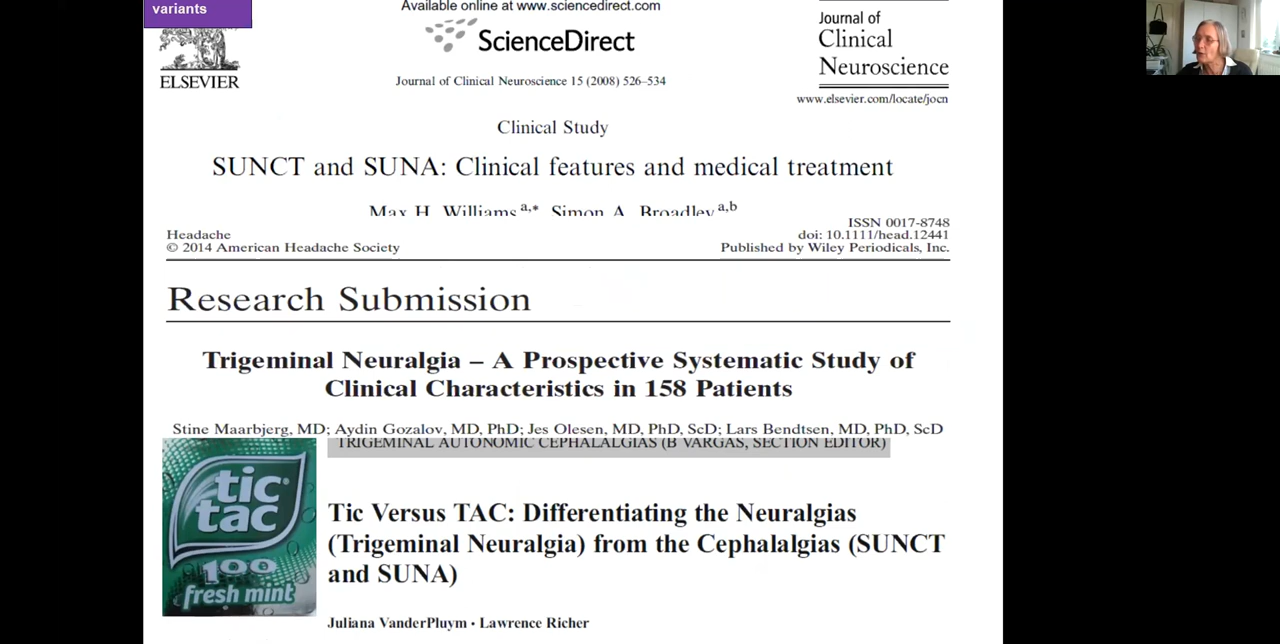 variants
Available online at www.sciencedirect.com
ScienceDirect
ELSEVIER
Journal of Clinical Neuroscience 15 (2008) 526–534
Journal of
Clinical
Neuroscience
www.elsevier.com/locate/jocn
Clinical Study
SUNCT and SUNA: Clinical features and medical treatment
Max H. Williams a,*, Simon A. Broadley a,b
ISSN 0017-8748
Headache
doi: 10.1111/head.12441
© 2014 American Headache Society
Published by Wiley Periodicals, Inc.
Research Submission
Trigeminal Neuralgia – A Prospective Systematic Study of
Clinical Characteristics in 158 Patients
Stine Maarbjerg, MD; Aydin Gozalov, MD, PhD; Jes Olesen, MD, PhD, ScD; Lars Bendtsen, MD, PhD, ScD
TRIGEMINAL AUTONOMIC CEPHALALGIAS (B VARGAS, SECTION EDITOR)
tic
tac
100
fresh mint
Tic Versus TAC: Differentiating the Neuralgias
(Trigeminal Neuralgia) from the Cephalalgias (SUNCT
and SUNA)
Juliana VanderPluym · Lawrence Richer